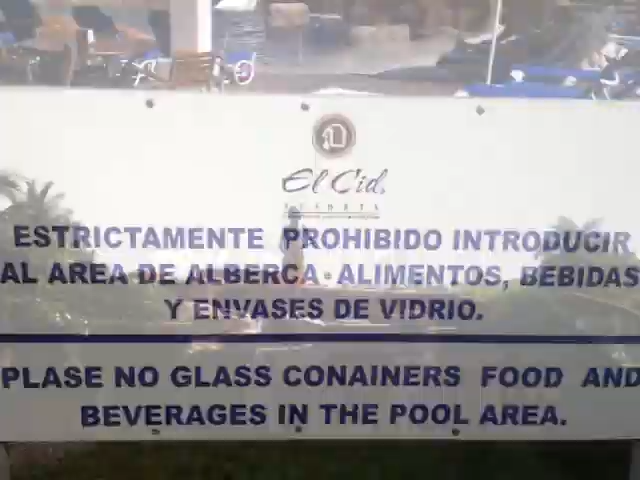 El Cid.
RESORTS
ESTRICTAMENTE PROHIBIDO INTRODUCIR
AL AREA DE ALBERCA ALIMENTOS, BEBIDAS
Y ENVASES DE VIDRIO.
PLASE NO GLASS CONAINERS FOOD AND
BEVERAGES IN THE POOL AREA.